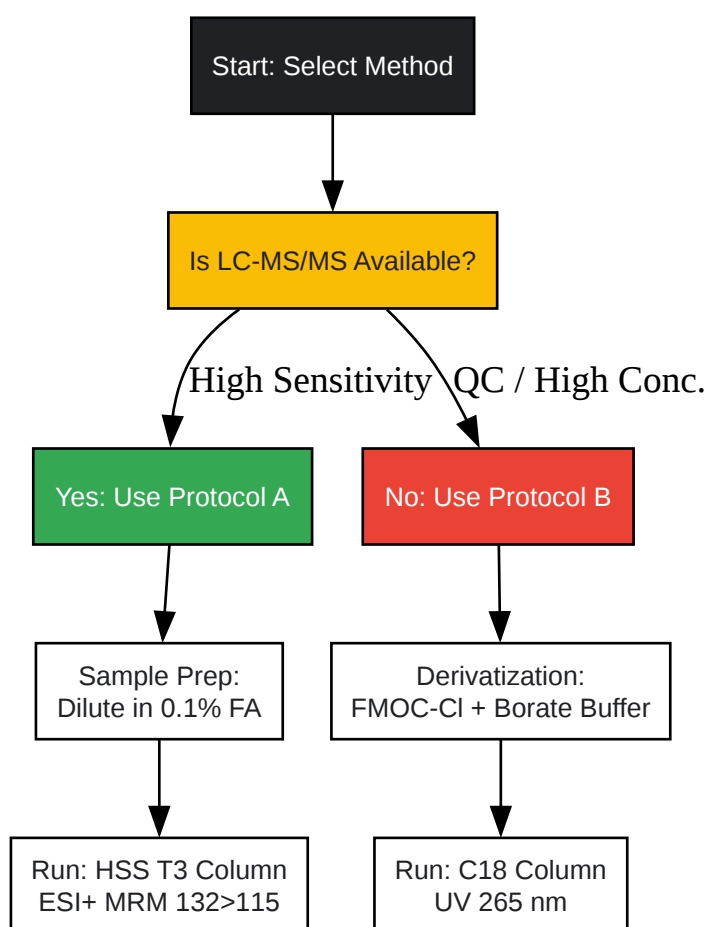 Start: Select Method
Is LC-MS/MS Available?
High Sensitivity
QC / High Conc.
Yes: Use Protocol A
No: Use Protocol B
Sample Prep:
Dilute in 0.1% FA
Derivatization:
FMOC-Cl + Borate Buffer
Run: HSS T3 Column
ESI+ MRM 132>115
Run: C18 Column
UV 265 nm